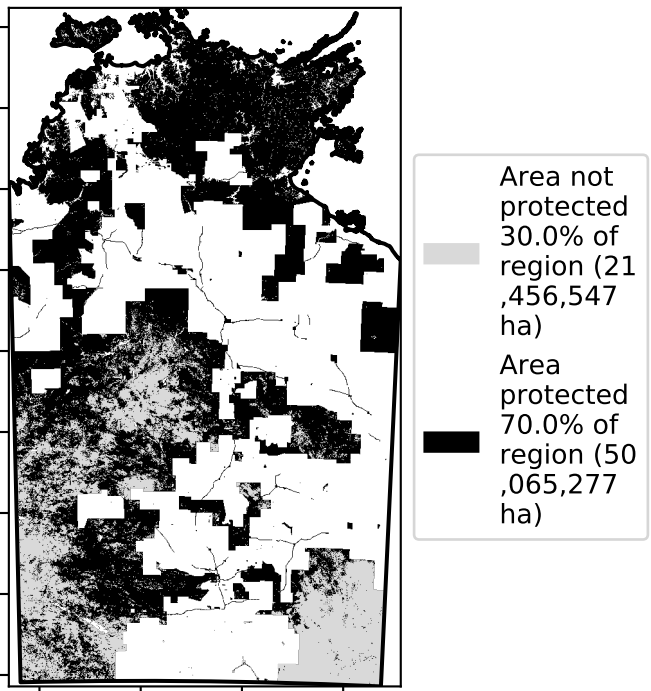 Area not
protected
30.0% of
region (21
,456,547
ha)
Area
protected
70.0% of
region (50
,065,277
ha)